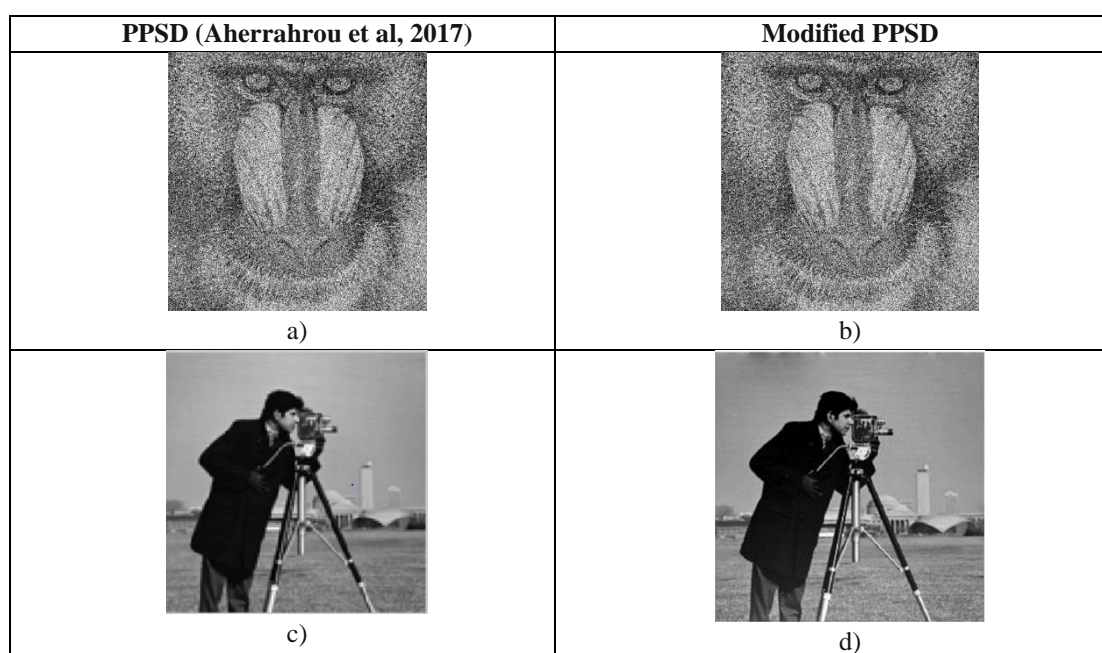 PPSD (Aherrahrou et al, 2017)
Modified PPSD
a)
b)
c)
d)